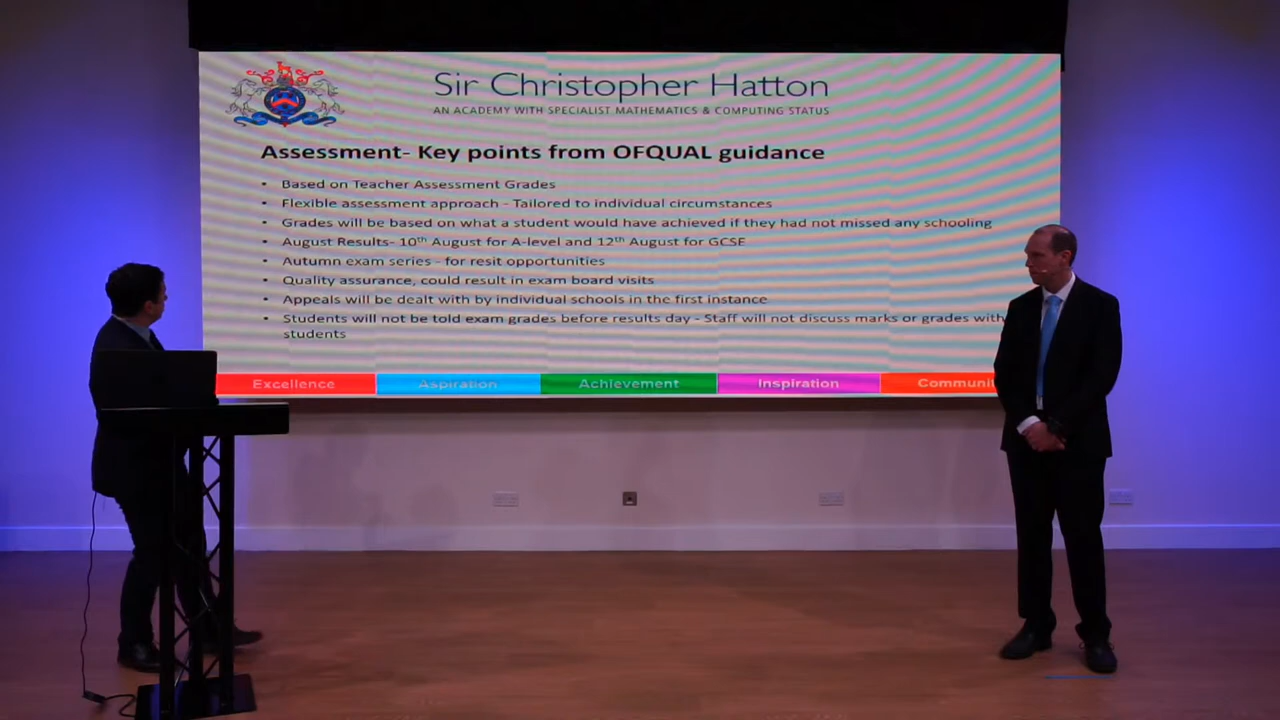 Sir Christopher Hatton
AN ACADEMY WITH SPECIALIST MATHEMATICS & COMPUTING STATUS
Assessment- Key points from OFQUAL guidance
• Based on Teacher Assessment Grades
• Flexible assessment approach - Tailored to individual circumstances
• Grades will be based on what a student would have achieved if they had not missed any schooling
• August Results- 10th August for A-level and 12th August for GCSE
• Autumn exam series - for resit opportunities
• Quality assurance, could result in exam board visits
• Appeals will be dealt with by individual schools in the first instance
• Students will not be told exam grades before results day - Staff will not discuss marks or grades with
students
Excellence Aspiration Achievement Inspiration Communi